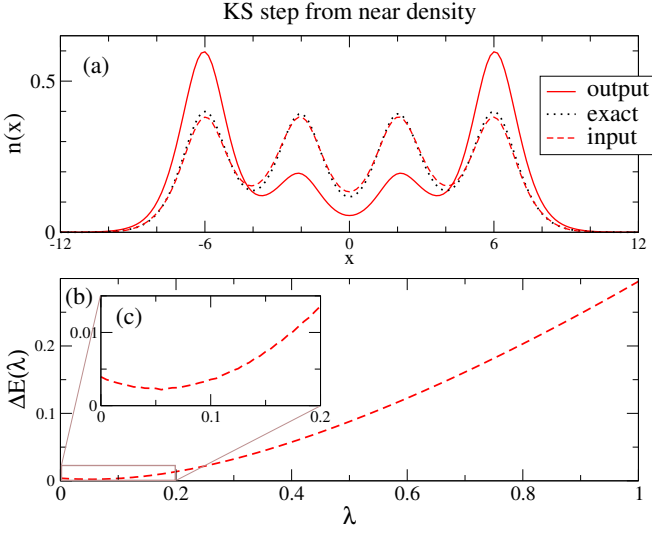 KS step from near density
(a)
n(x)
0.5
0
output
exact
input
-12
-6
0
6
12
x
(b)
(c)
ΔE(λ)
0.2
0.1
0
0.01
0
0
0.1
0.2
0
0.2
0.4
0.6
0.8
1
λ